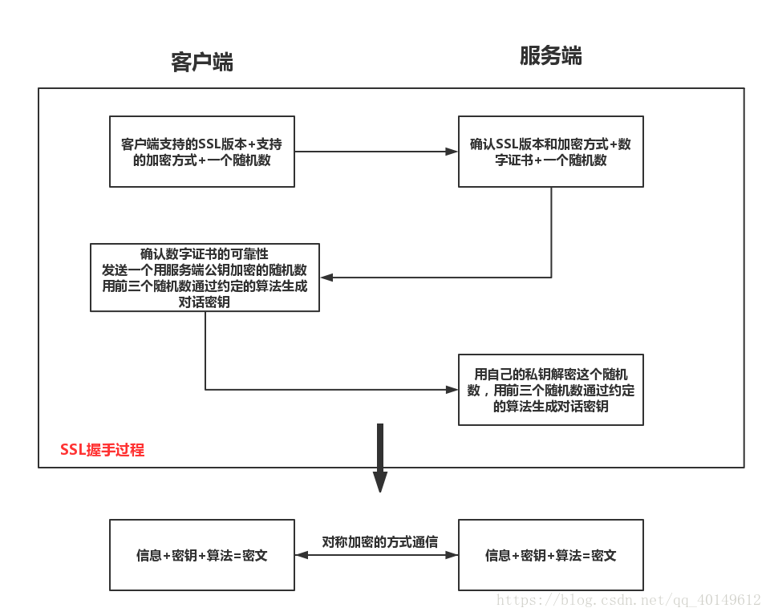 客户端
服务端
客户端支持的SSL版本+支持
的加密方式+一个随机数
确认SSL版本和加密方式+数
字证书+一个随机数
确认数字证书的可靠性
发送一个用服务端公钥加密的随机数
用前三个随机数通过约定的算法生成
对话密钥
用自己的私钥解密这个随机
数，用前三个随机数通过约定
的算法生成对话密钥
SSL握手过程
信息+密钥+算法=密文
对称加密的方式通信
信息+密钥+算法=密文
https://blog.csdn.net/qq_40149612